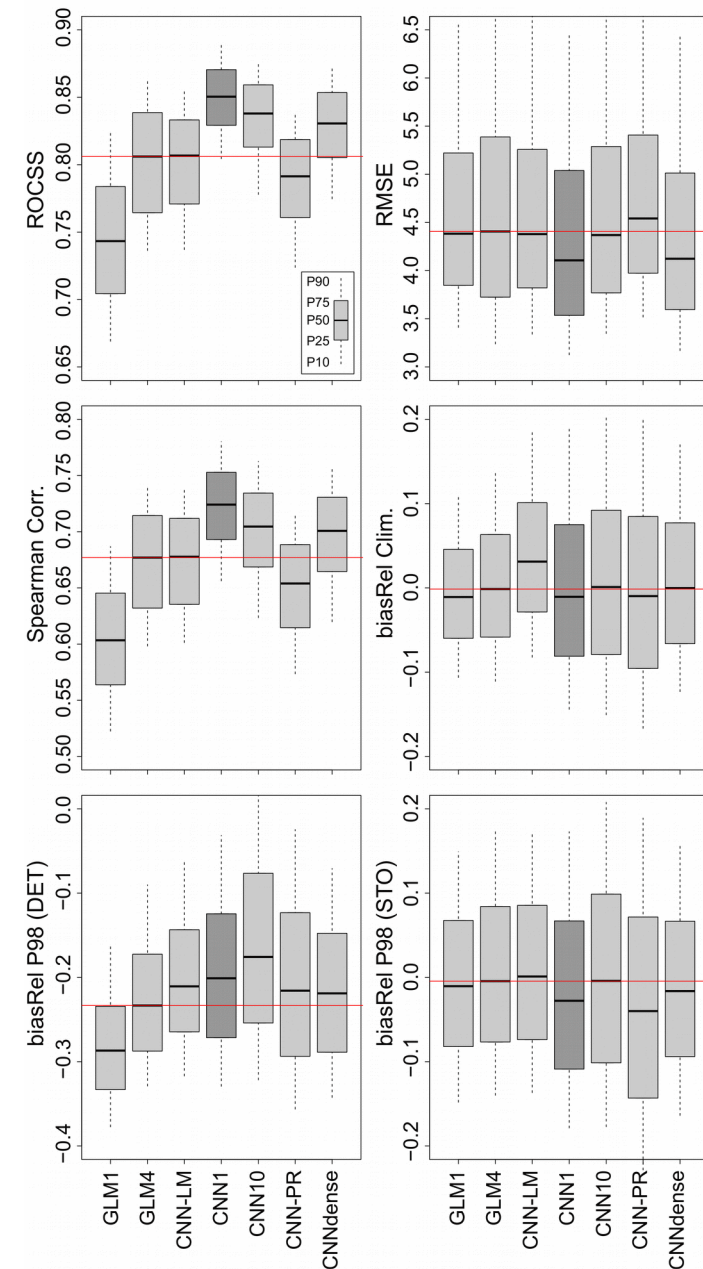 ROCSS
0.90
0.85
0.80
0.75
0.70
0.65
P90
P75
P50
P25
P10
RMSE
6.5
6.0
5.5
5.0
4.5
4.0
3.5
3.0
Spearman Corr.
0.80
0.75
0.70
0.65
0.60
0.55
0.50
biasRel Clim.
0.2
0.1
0.0
−0.1
−0.2
biasRel P98 (DET)
0.0
−0.1
−0.2
−0.3
−0.4
biasRel P98 (STO)
0.2
0.1
0.0
−0.1
−0.2
GLM1
GLM4
CNN-LM
CNN1
CNN10
CNN-PR
CNNdense
GLM1
GLM4
CNN-LM
CNN1
CNN10
CNN-PR
CNNdense